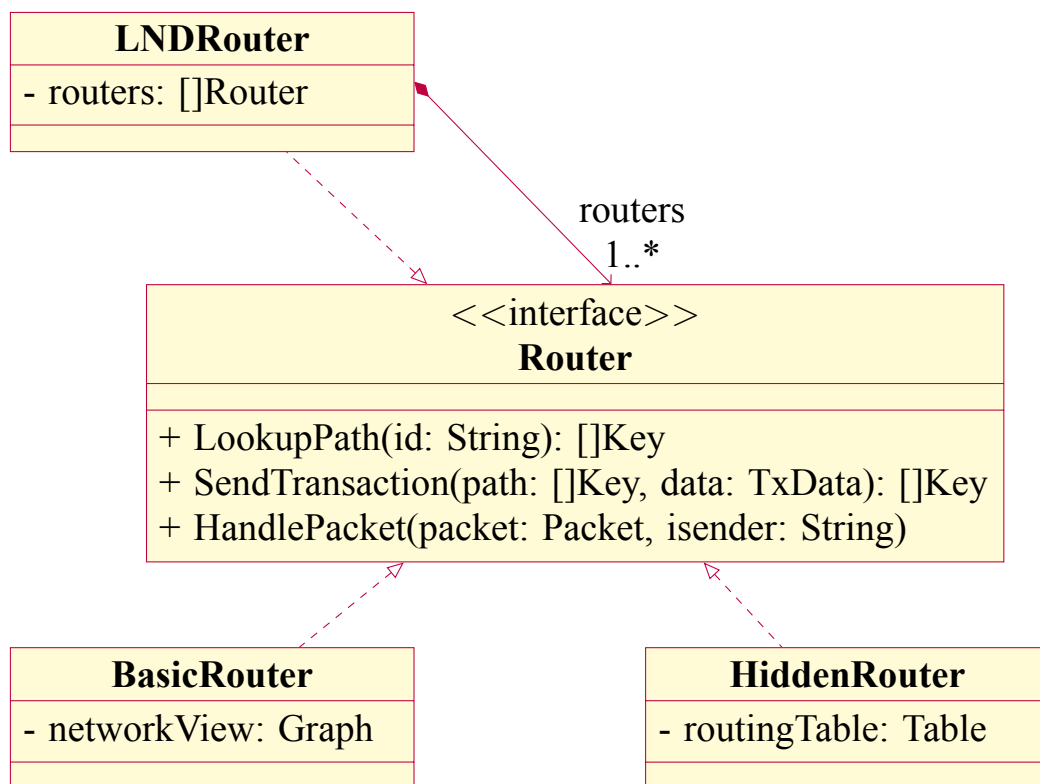 LNDRouter
- routers: []Router
routers
1..*
<<interface>>
Router
+ LookupPath(id: String): []Key
+ SendTransaction(path: []Key, data: TxData): []Key
+ HandlePacket(packet: Packet, isender: String)
BasicRouter
- networkView: Graph
HiddenRouter
- routingTable: Table